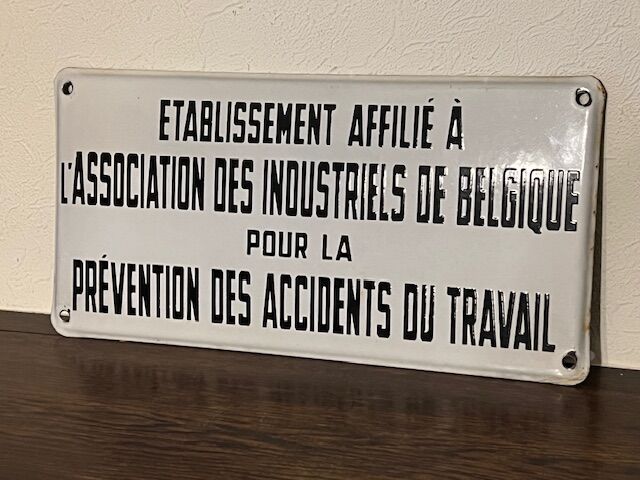 ETABLISSEMENT AFFILIÉ À
L'ASSOCIATION DES INDUSTRIELS DE BELGIQUE
POUR LA
PRÉVENTION DES ACCIDENTS DU TRAVAIL